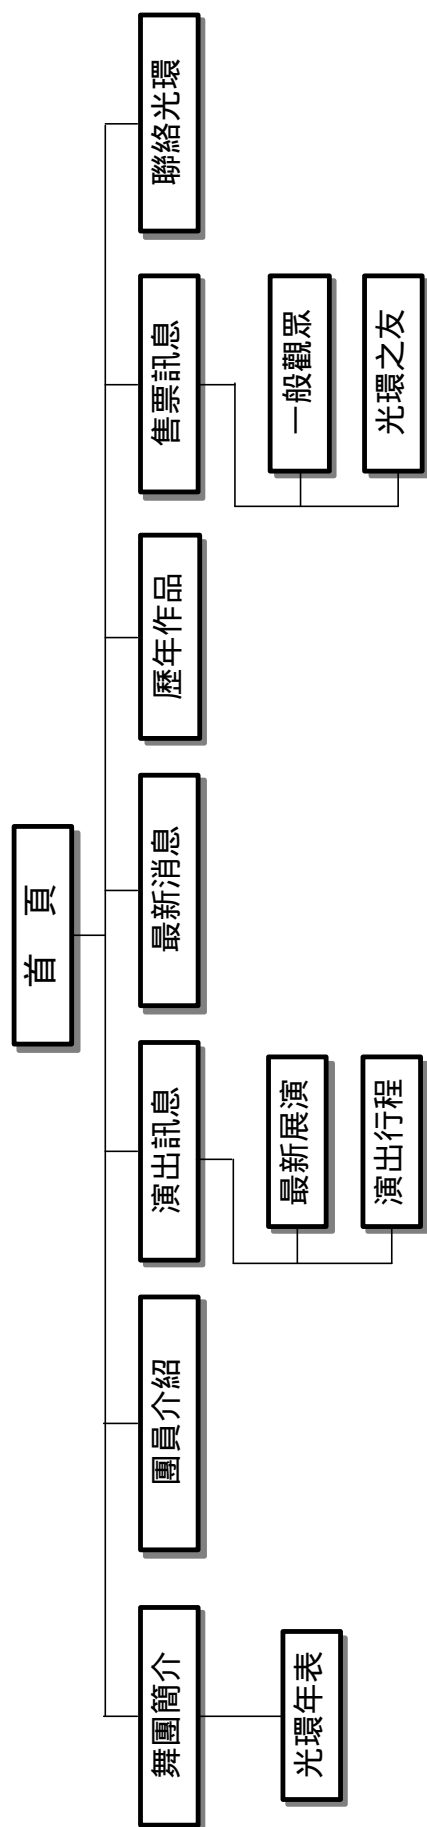 首 頁
舞團簡介
團員介紹
演出訊息
最新消息
歷年作品
售票訊息
聯絡光環
光環年表
最新展演
演出行程
一般觀眾
光環之友